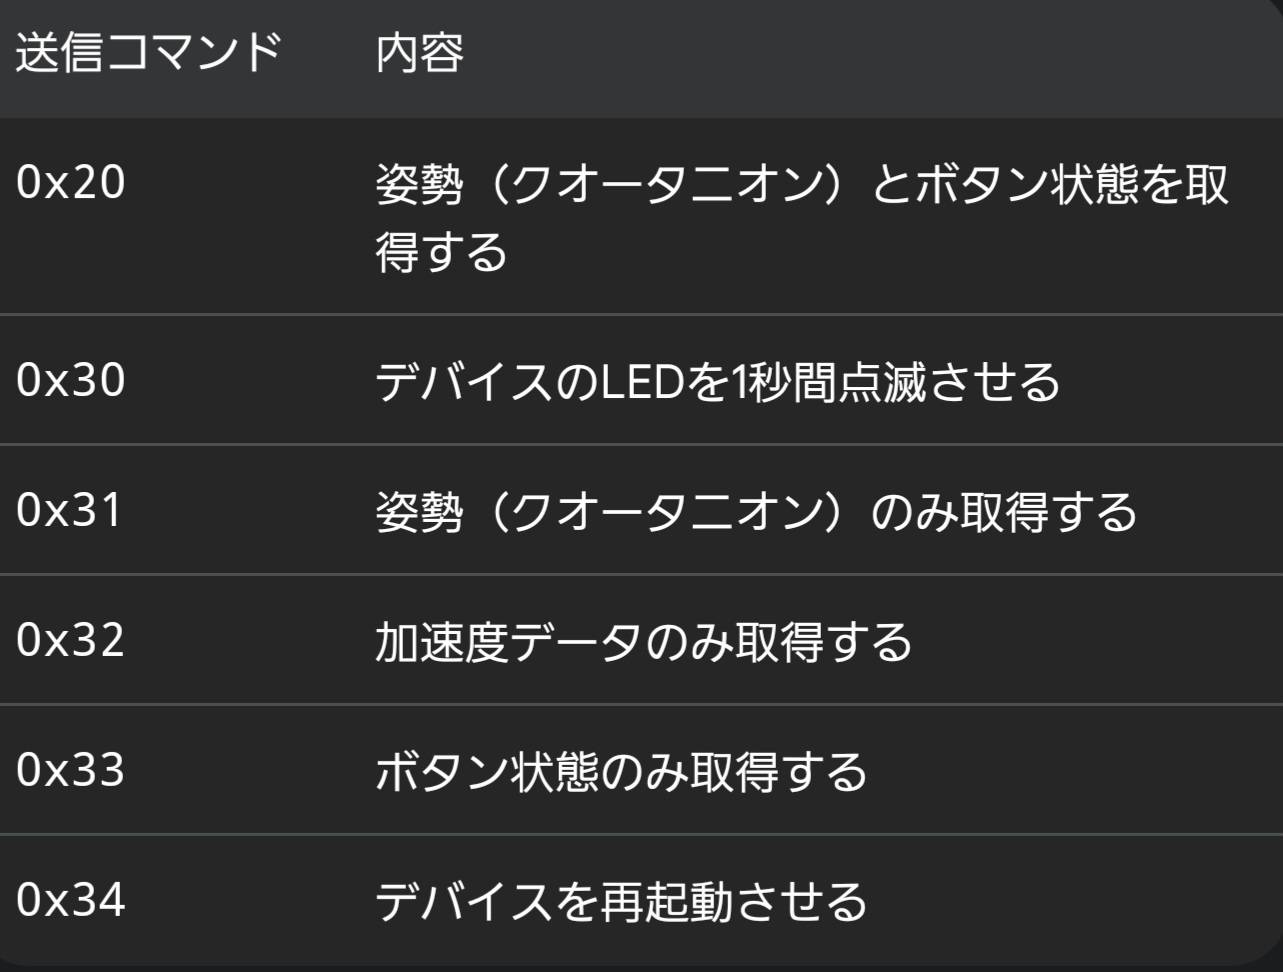 送信コマンド 内容
0x20 姿勢（クオータニオン）とボタン状態を取
得する
0x30 デバイスのLEDを1秒間点滅させる
0x31 姿勢（クオータニオン）のみ取得する
0x32 加速度データのみ取得する
0x33 ボタン状態のみ取得する
0x34 デバイスを再起動させる